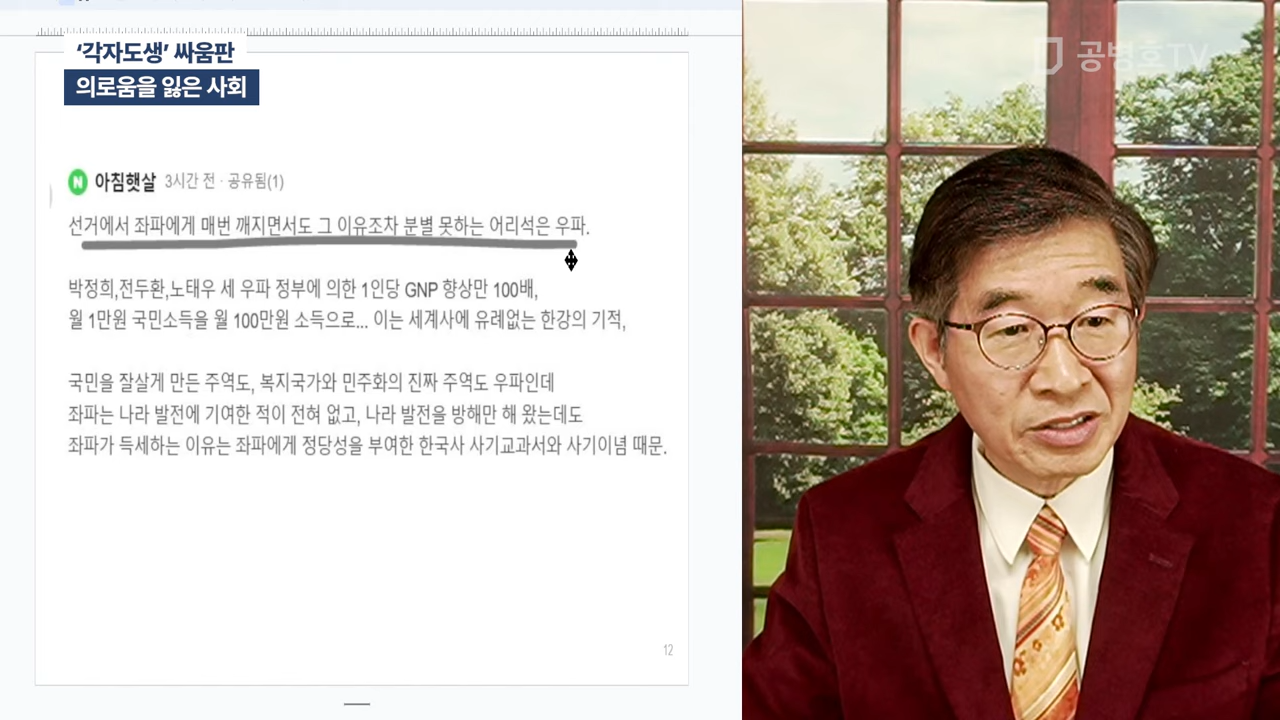 ‘각자도생’ 싸움판
의로움을 잃은 사회
공병호TV
N 아침햇살 3시간 전 · 공유됨(1)
선거에서 좌파에게 매번 깨지면서도 그 이유조차 분별 못하는 어리석은 우파.
박정희,전두환,노태우 세 우파 정부에 의한 1인당 GNP 향상만 100배,
월 1만원 국민소득을 월 100만원 소득으로... 이는 세계사에 유례없는 한강의 기적,
국민을 잘살게 만든 주역도, 복지국가와 민주화의 진짜 주역도 우파인데
좌파는 나라 발전에 기여한 적이 전혀 없고, 나라 발전을 방해만 해 왔는데도
좌파가 득세하는 이유는 좌파에게 정당성을 부여한 한국사 사기교과서와 사기이념 때문.
12